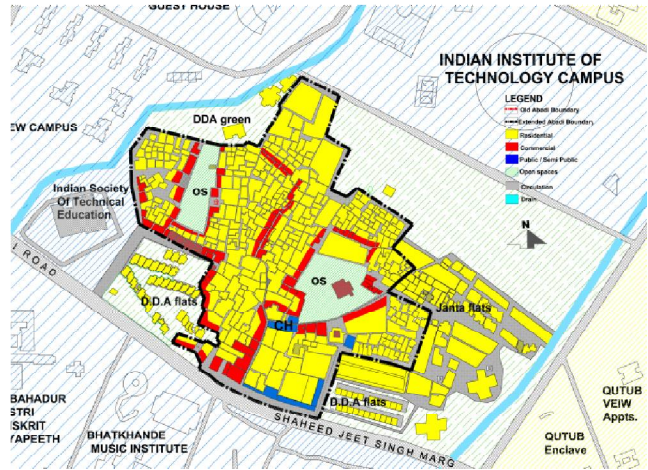 GUEST HOUSE
INDIAN INSTITUTE OF
TECHNOLOGY CAMPUS
LEGEND
Old Abadi Boundary
Extended Abadi Boundary
Residential
Commercial
Public / Semi Public
Open spaces
Circulation
Drain
N
DDA green
EW CAMPUS
OS
Indian Society
Of Technical
Education
I ROAD
D.D.A flats
OS
Janta flats
CH
D.D.A flats
SHAHEED JEET SINGH MARG
BAHADUR
STRI
NSKRIT
YAPEETH
BHATKHANDE
MUSIC INSTITUTE
QUTUB
VEIW
Appts.
QUTUB
Enclave